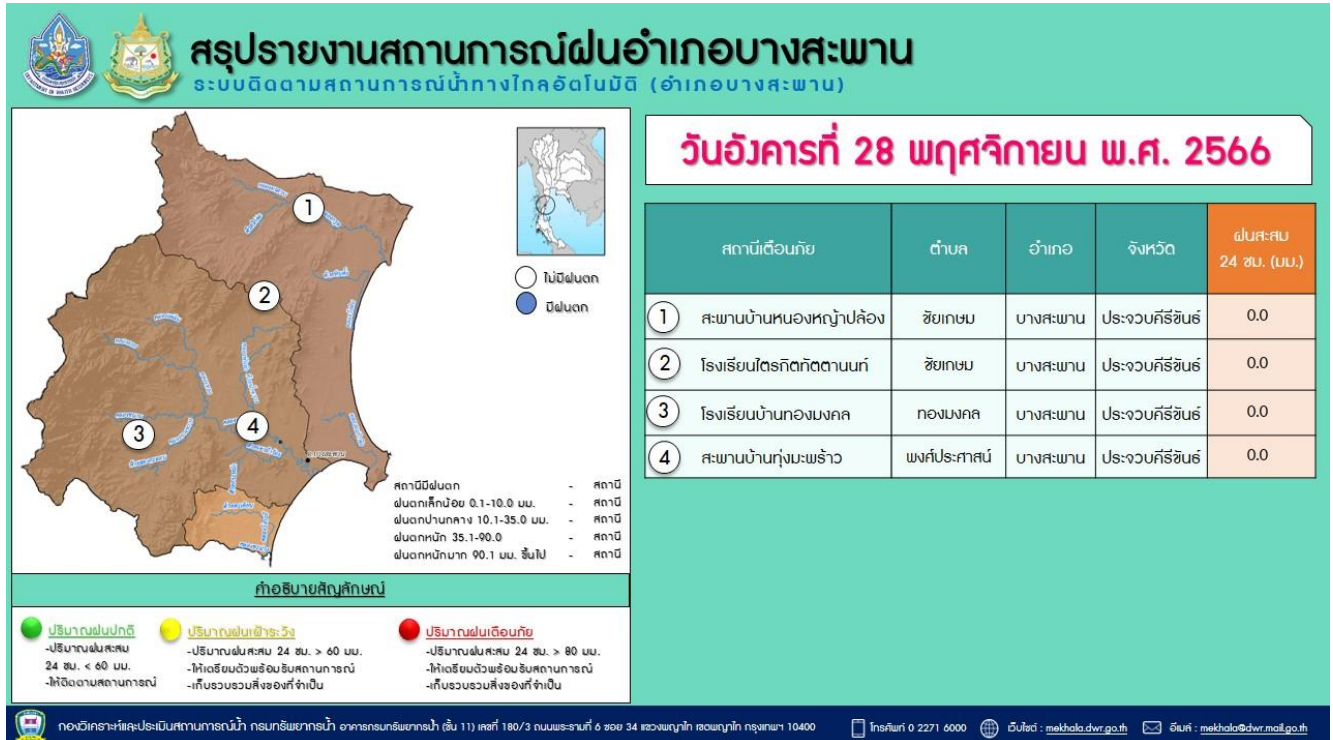 สรุปรายงานสถานการณ์ฝนอำเภอบางสะพาน
ระบบติดตามสถานการณ์น้ำทางไกลอัตโนมัติ (อำเภอบางสะพาน)
วันอังคารที่ 28 พฤศจิกายน พ.ศ. 2566
1
2
3
4
ไม่มีฝนตก
มีฝนตก
สถานีมีฝนตก - สถานี
ฝนตกเล็กน้อย 0.1-10.0 มม. - สถานี
ฝนตกปานกลาง 10.1-35.0 มม. - สถานี
ฝนตกหนัก 35.1-90.0 - สถานี
ฝนตกหนักมาก 90.1 มม. ขึ้นไป - สถานี
สถานีเตือนภัย ตำบล อำเภอ จังหวัด ฝนสะสม
24 ชม. (มม.)
1 สะพานบ้านหนองหญ้าปล้อง ชัยเกษม บางสะพาน ประจวบคีรีขันธ์ 0.0
2 โรงเรียนไตรกิตทัตตานนท์ ชัยเกษม บางสะพาน ประจวบคีรีขันธ์ 0.0
3 โรงเรียนบ้านทองมงคล ทองมงคล บางสะพาน ประจวบคีรีขันธ์ 0.0
4 สะพานบ้านทุ่งมะพร้าว พงศ์ประศาสน์ บางสะพาน ประจวบคีรีขันธ์ 0.0
คำอธิบายสัญลักษณ์
ปริมาณฝนปกติ
-ปริมาณฝนสะสม
24 ชม. < 60 มม.
-ให้ติดตามสถานการณ์
ปริมาณฝนเฝ้าระวัง
-ปริมาณฝนสะสม 24 ชม. > 60 มม.
-ให้เตรียมตัวพร้อมรับสถานการณ์
-เก็บรวบรวมสิ่งของที่จำเป็น
ปริมาณฝนเตือนภัย
-ปริมาณฝนสะสม 24 ชม. > 80 มม.
-ให้เตรียมตัวพร้อมรับสถานการณ์
-เก็บรวบรวมสิ่งของที่จำเป็น
กองวิเคราะห์และประเมินสถานการณ์น้ำ กรมทรัพยากรน้ำ อาคารกรมทรัพยากรน้ำ (ชั้น 11) เลขที่ 180/3 ถนนพระรามที่ 6 ซอย 34 แขวงพญาไท เขตพญาไท กรุงเทพฯ 10400 โทรศัพท์ 0 2271 6000 เว็บไซต์ : mekhala.dwr.go.th อีเมล์ : mekhala@dwr.mail.go.th